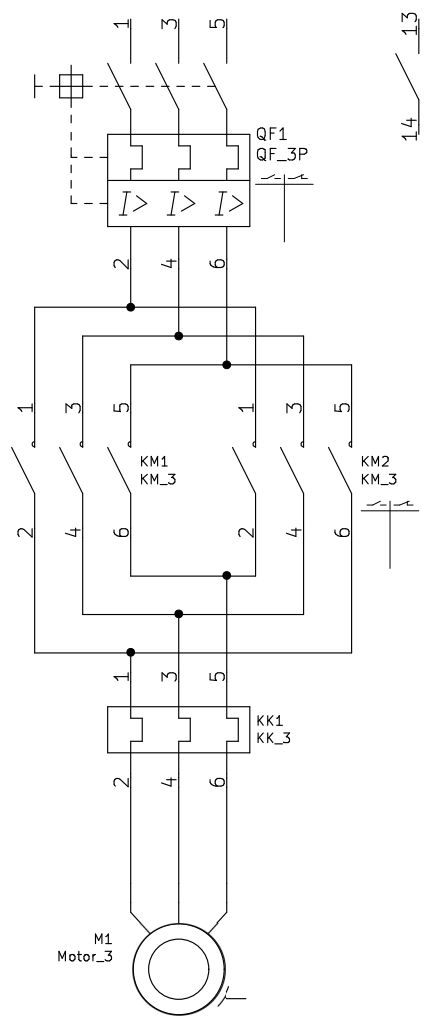 1 3 5 13
14
QF1
QF_3P
I> I> I>
2 4 6
1 3 5 1 3 5
KM1
KM_3
KM2
KM_3
2 4 6 2 4 6
1 3 5
KK1
KK_3
2 4 6
M1
Motor_3